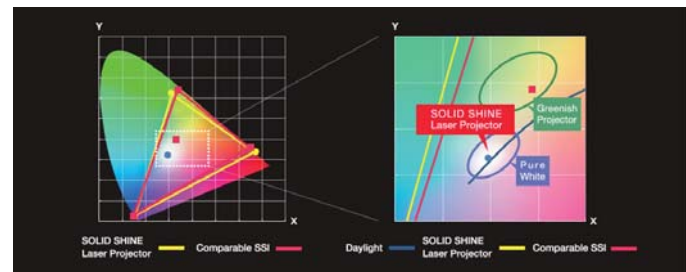 Y
X
SOLID SHINE
Laser Projector
Comparable SSI
Y
SOLID SHINE
Laser Projector
Greenish
Projector
Pure
White
X
Daylight
SOLID SHINE
Laser Projector
Comparable SSI